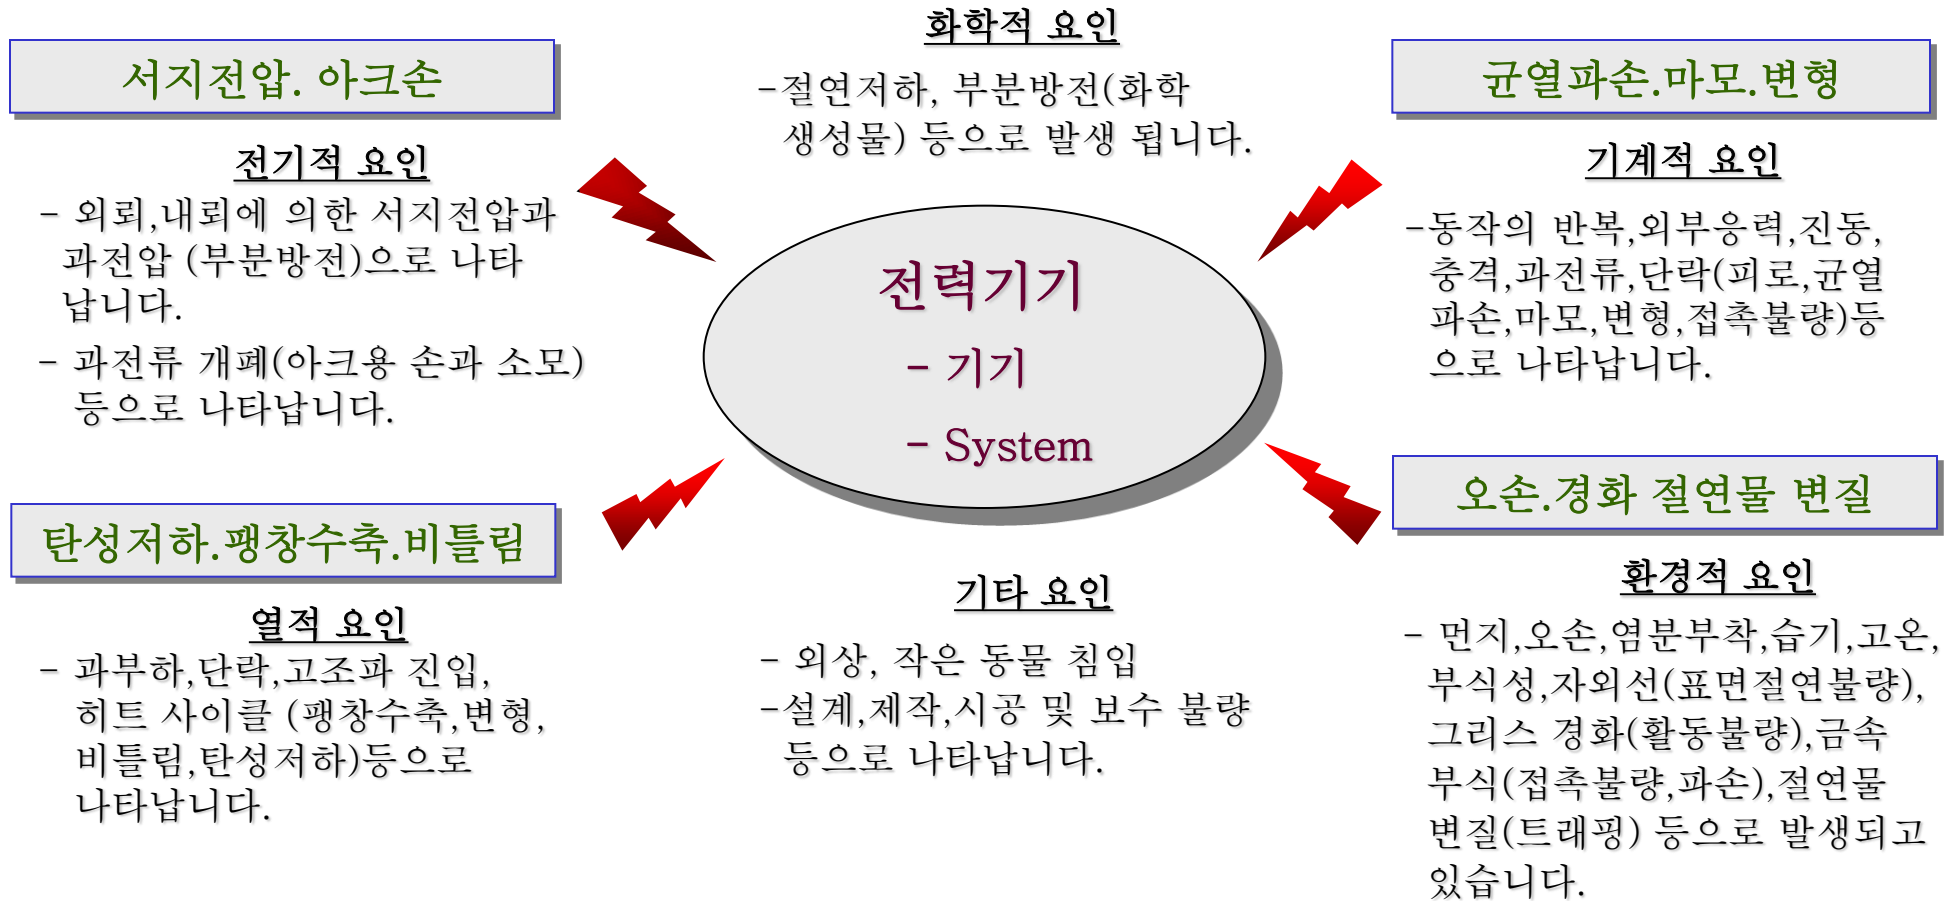 서지전압. 아크손
전기적 요인
- 외뢰,내뢰에 의한 서지전압과
과전압 (부분방전)으로 나타
납니다.
- 과전류 개폐(아크용 손과 소모)
등으로 나타납니다.
탄성저하.팽창수축.비틀림
열적 요인
- 과부하,단락,고조파 진입,
히트 사이클 (팽창수축,변형,
비틀림,탄성저하)등으로
나타납니다.
화학적 요인
-절연저하, 부분방전(화학
생성물) 등으로 발생 됩니다.
전력기기
- 기기
- System
기타 요인
- 외상, 작은 동물 침입
-설계,제작,시공 및 보수 불량
등으로 나타납니다.
균열파손.마모.변형
기계적 요인
-동작의 반복,외부응력,진동,
충격,과전류,단락(피로,균열
파손,마모,변형,접촉불량)등
으로 나타납니다.
오손.경화 절연물 변질
환경적 요인
- 먼지,오손,염분부착,습기,고온,
부식성,자외선(표면절연불량),
그리스 경화(활동불량),금속
부식(접촉불량,파손),절연물
변질(트래핑) 등으로 발생되고
있습니다.